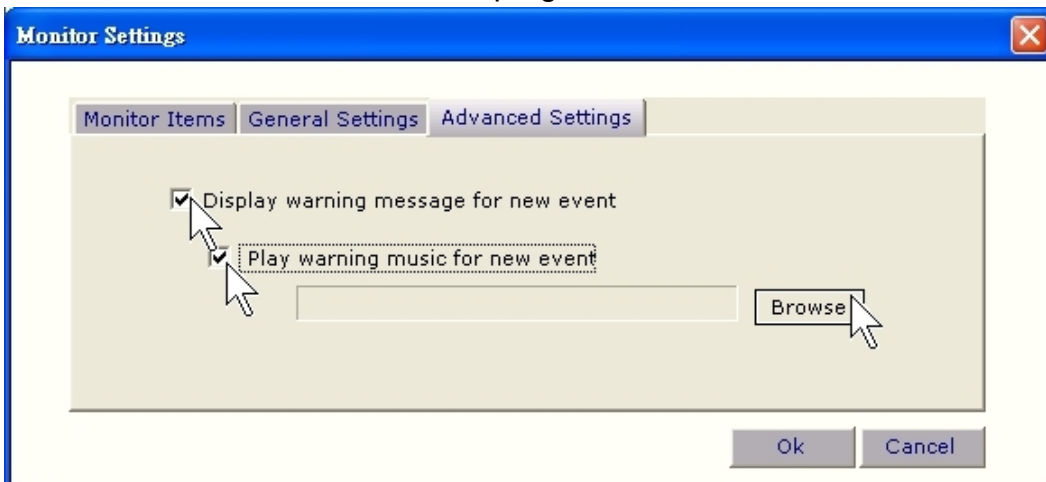 Monitor Settings
Monitor Items General Settings Advanced Settings
Display warning message for new event
Play warning music for new event
Browse
Ok Cancel